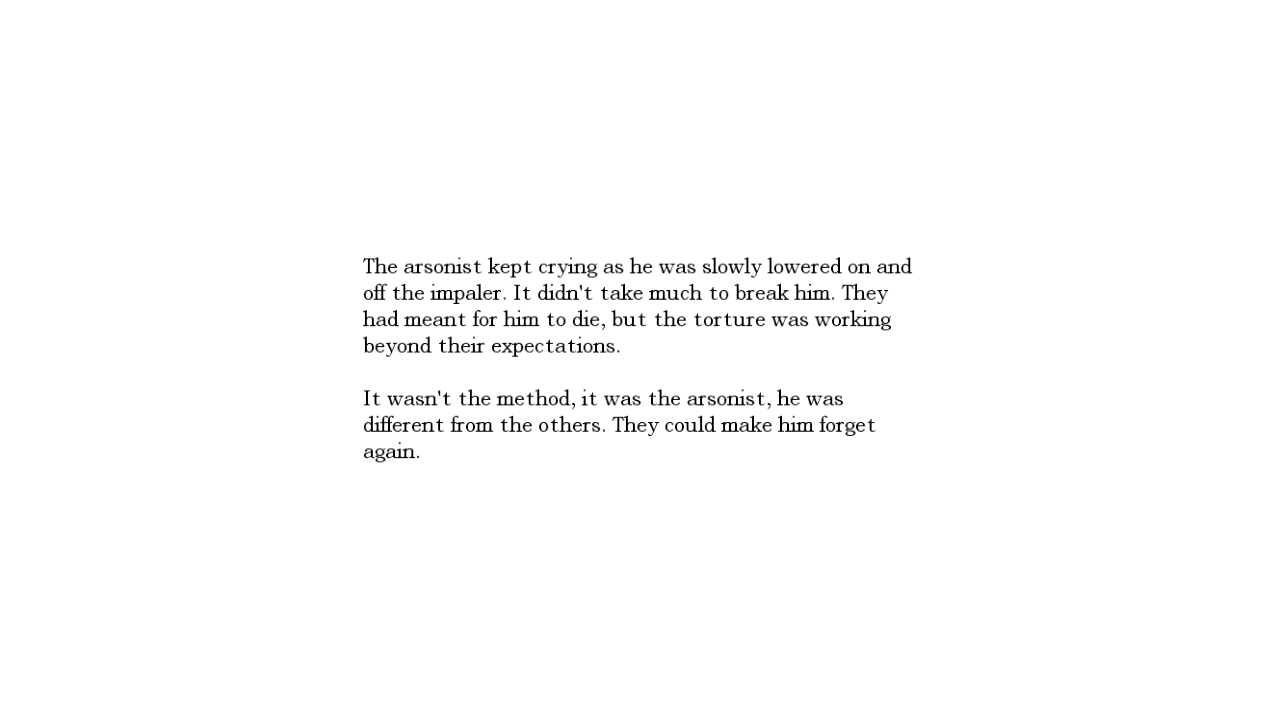 The arsonist kept crying as he was slowly lowered on and
off the impaler. It didn't take much to break him. They
had meant for him to die, but the torture was working
beyond their expectations.
It wasn't the method, it was the arsonist, he was
different from the others. They could make him forget
again.